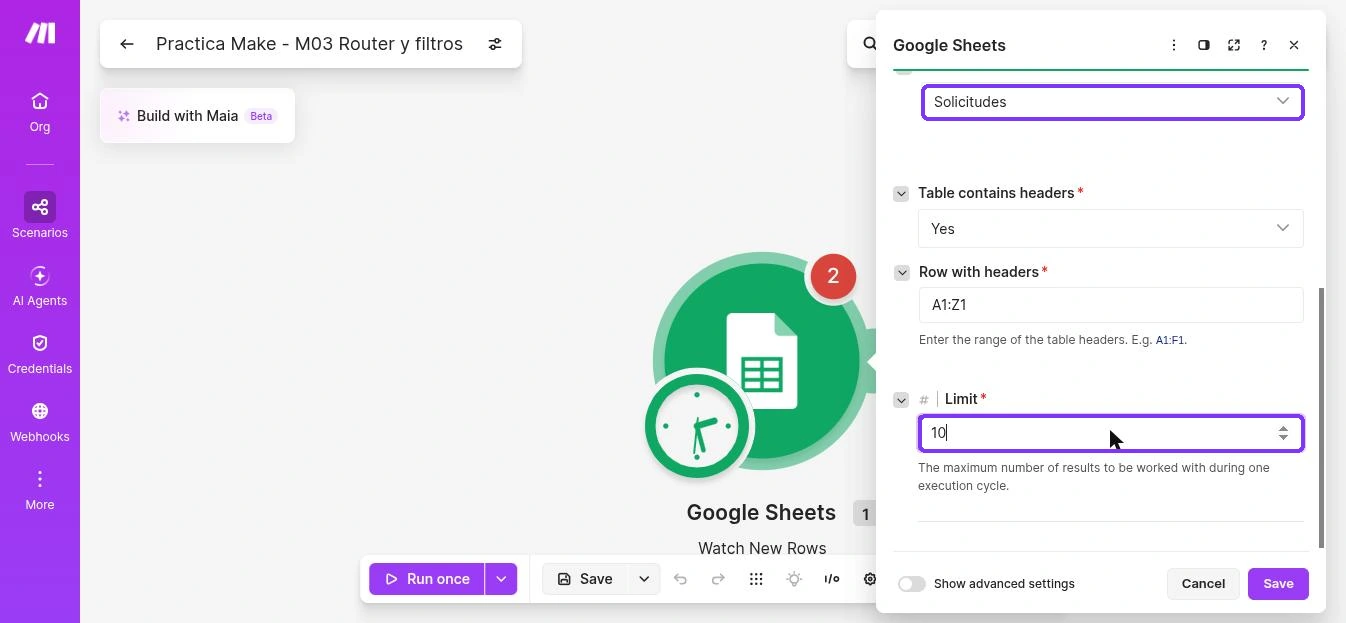 Org
Scenarios
AI Agents
Credentials
Webhooks
More
Practica Make - M03 Router y filtros
Build with Maia Beta
2
Google Sheets 1
Watch New Rows
Run once
Save
Google Sheets
?
Solicitudes
Table contains headers*
Yes
Row with headers*
A1:Z1
Enter the range of the table headers. E.g. A1:F1.
# Limit*
10
The maximum number of results to be worked with during one
execution cycle.
Show advanced settings
Cancel
Save